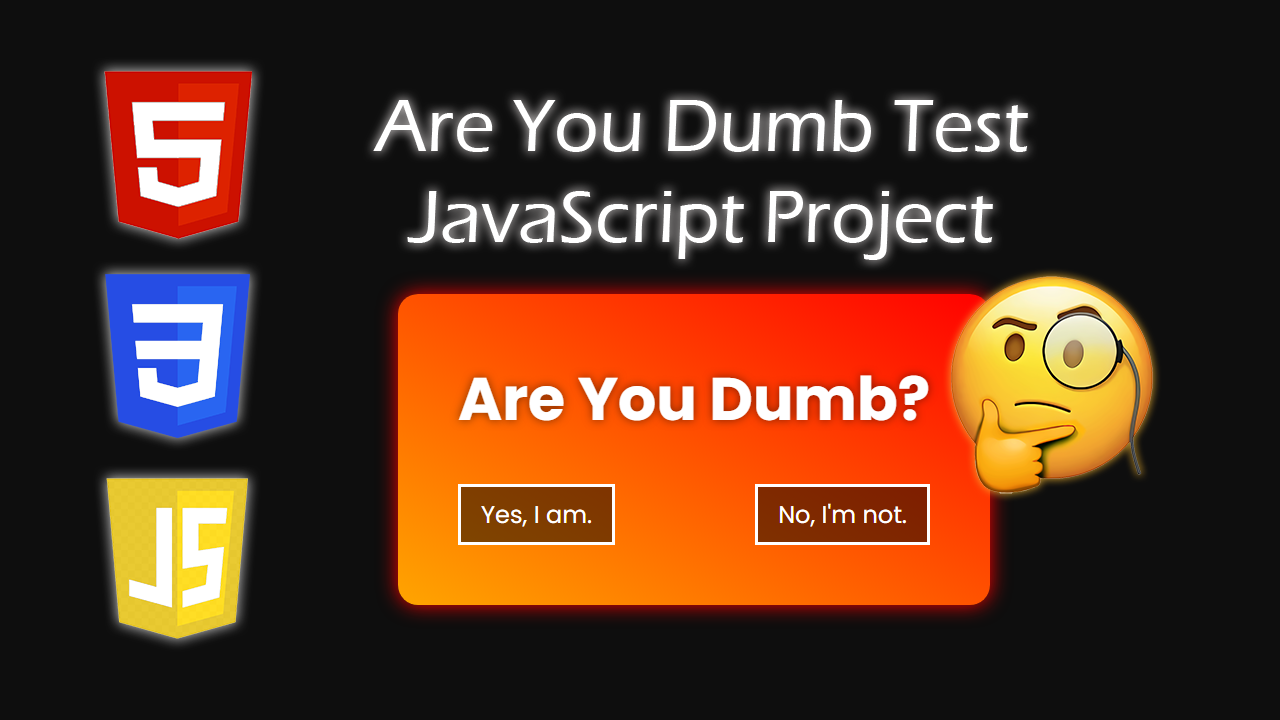 5
Are You Dumb Test
JavaScript Project
3
JS
Are You Dumb?
Yes, I am.
No, I'm not.